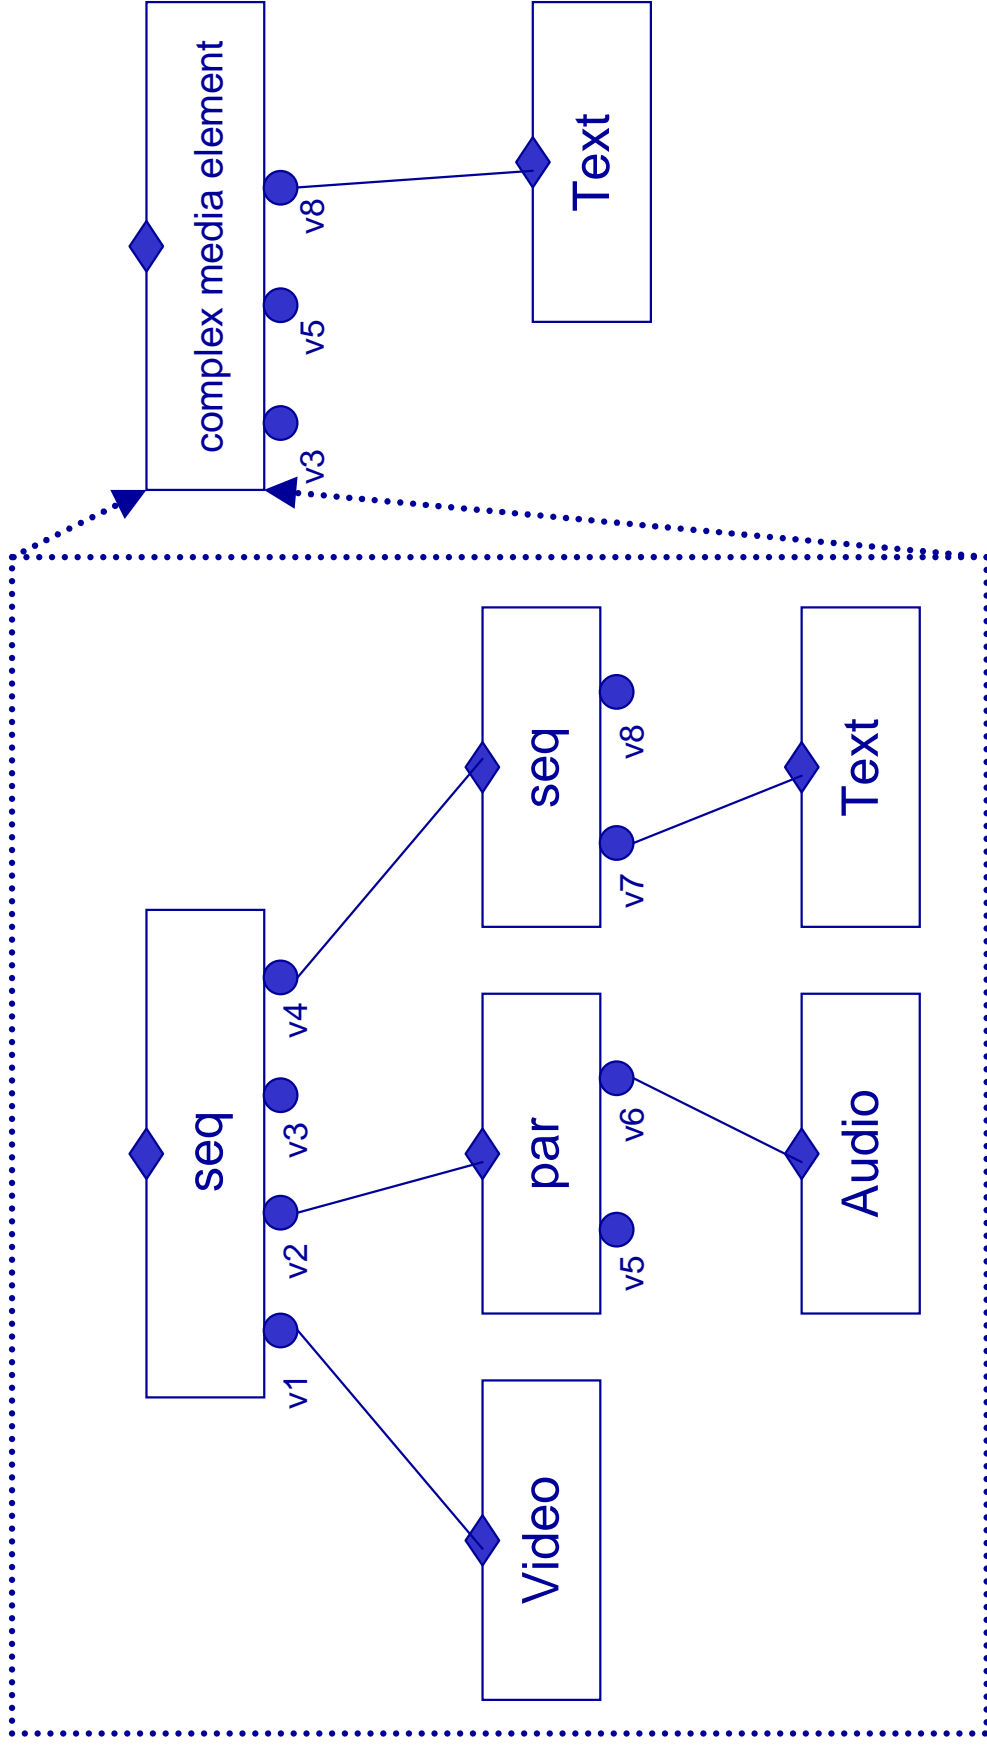 seq
v1
v2
v3
v4
Video
par
seq
v5
v6
v7
v8
Audio
Text
complex media element
v3
v5
v8
Text